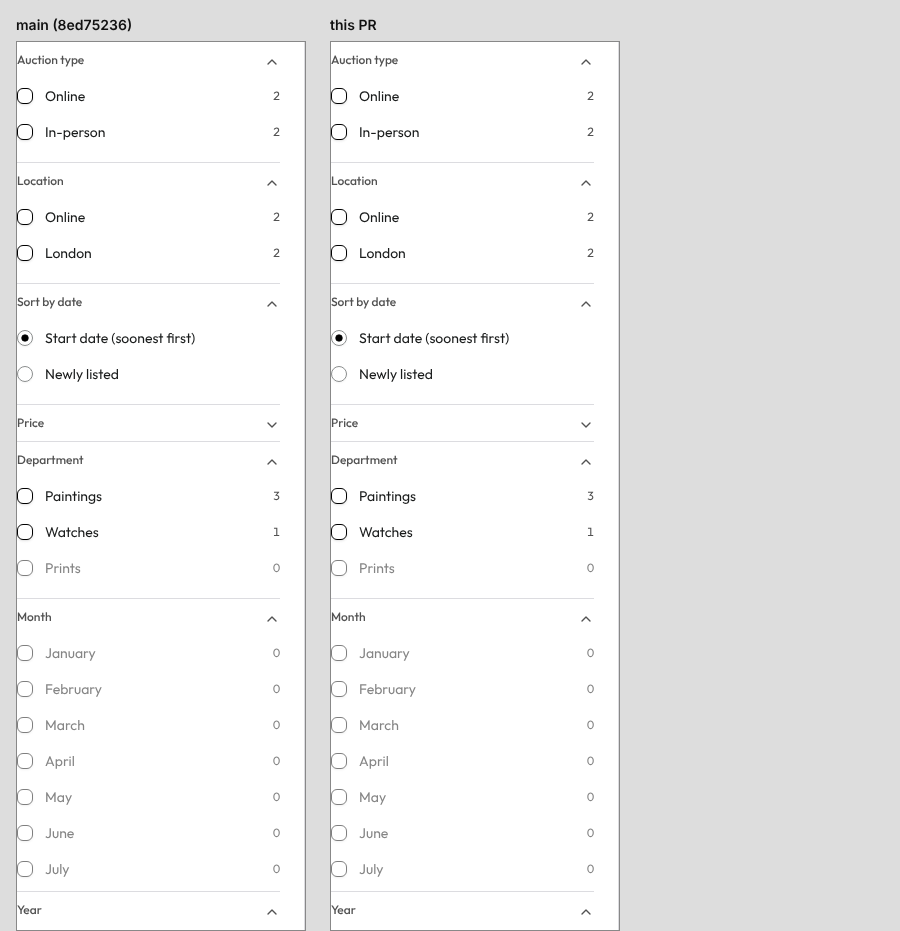 main (8ed75236)
Auction type
Online 2
In-person 2
Location
Online 2
London 2
Sort by date
Start date (soonest first)
Newly listed
Price
Department
Paintings 3
Watches 1
Prints 0
Month
January 0
February 0
March 0
April 0
May 0
June 0
July 0
Year
this PR
Auction type
Online 2
In-person 2
Location
Online 2
London 2
Sort by date
Start date (soonest first)
Newly listed
Price
Department
Paintings 3
Watches 1
Prints 0
Month
January 0
February 0
March 0
April 0
May 0
June 0
July 0
Year